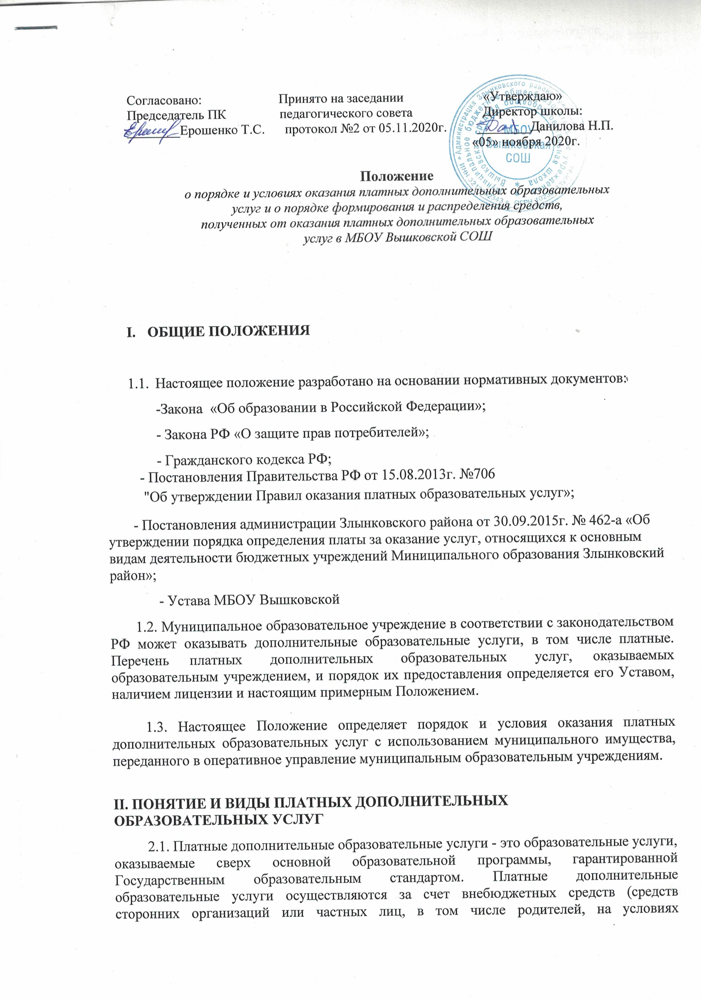 Согласовано: Принято на заседании «Утверждаю»
Председатель ПК педагогического совета Директор школы:
Ерошенко Т.С. протокол №2 от 05.11.2020г. Данилова Н.П.
«05» ноября 2020г.
МБОУ
Вышковская
СОШ
Положение
о порядке и условиях оказания платных дополнительных образовательных
услуг и о порядке формирования и распределения средств,
полученных от оказания платных дополнительных образовательных
услуг в МБОУ Вышковской СОШ
I. ОБЩИЕ ПОЛОЖЕНИЯ
1.1. Настоящее положение разработано на основании нормативных документов:
-Закона «Об образовании в Российской Федерации»;
- Закона РФ «О защите прав потребителей»;
- Гражданского кодекса РФ;
- Постановления Правительства РФ от 15.08.2013г. №706
"Об утверждении Правил оказания платных образовательных услуг»;
- Постановления администрации Злынковского района от 30.09.2015г. № 462-а «Об
утверждении порядка определения платы за оказание услуг, относящихся к основным
видам деятельности бюджетных учреждений Миниципального образования Злынковский
район»;
- Устава МБОУ Вышковской
1.2. Муниципальное образовательное учреждение в соответствии с законодательством
РФ может оказывать дополнительные образовательные услуги, в том числе платные.
Перечень платных дополнительных образовательных услуг, оказываемых
образовательным учреждением, и порядок их предоставления определяется его Уставом,
наличием лицензии и настоящим примерным Положением.
1.3. Настоящее Положение определяет порядок и условия оказания платных
дополнительных образовательных услуг с использованием муниципального имущества,
переданного в оперативное управление муниципальным образовательным учреждениям.
II. ПОНЯТИЕ И ВИДЫ ПЛАТНЫХ ДОПОЛНИТЕЛЬНЫХ
ОБРАЗОВАТЕЛЬНЫХ УСЛУГ
2.1. Платные дополнительные образовательные услуги - это образовательные услуги,
оказываемые сверх основной образовательной программы, гарантированной
Государственным образовательным стандартом. Платные дополнительные
образовательные услуги осуществляются за счет внебюджетных средств (средств
сторонних организаций или частных лиц, в том числе родителей, на условиях